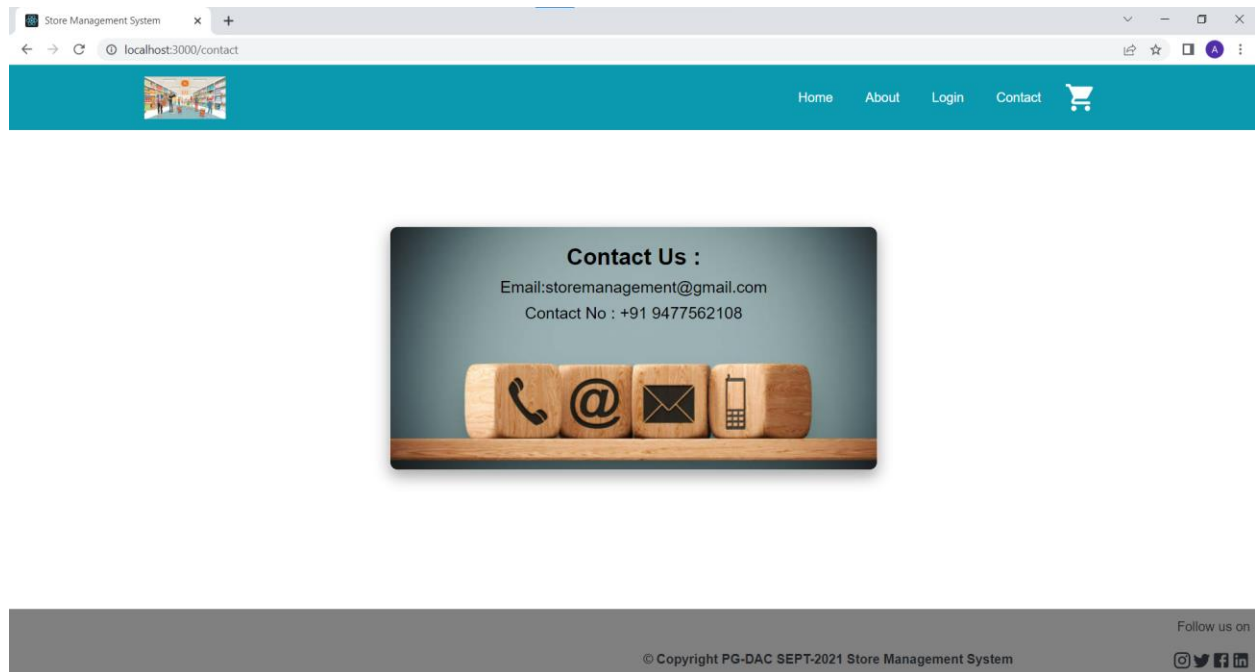 Store Management System
localhost:3000/contact
A
Home About Login Contact
Contact Us :
Email:storemanagement@gmail.com
Contact No : +91 9477562108
@
Follow us on
© Copyright PG-DAC SEPT-2021 Store Management System